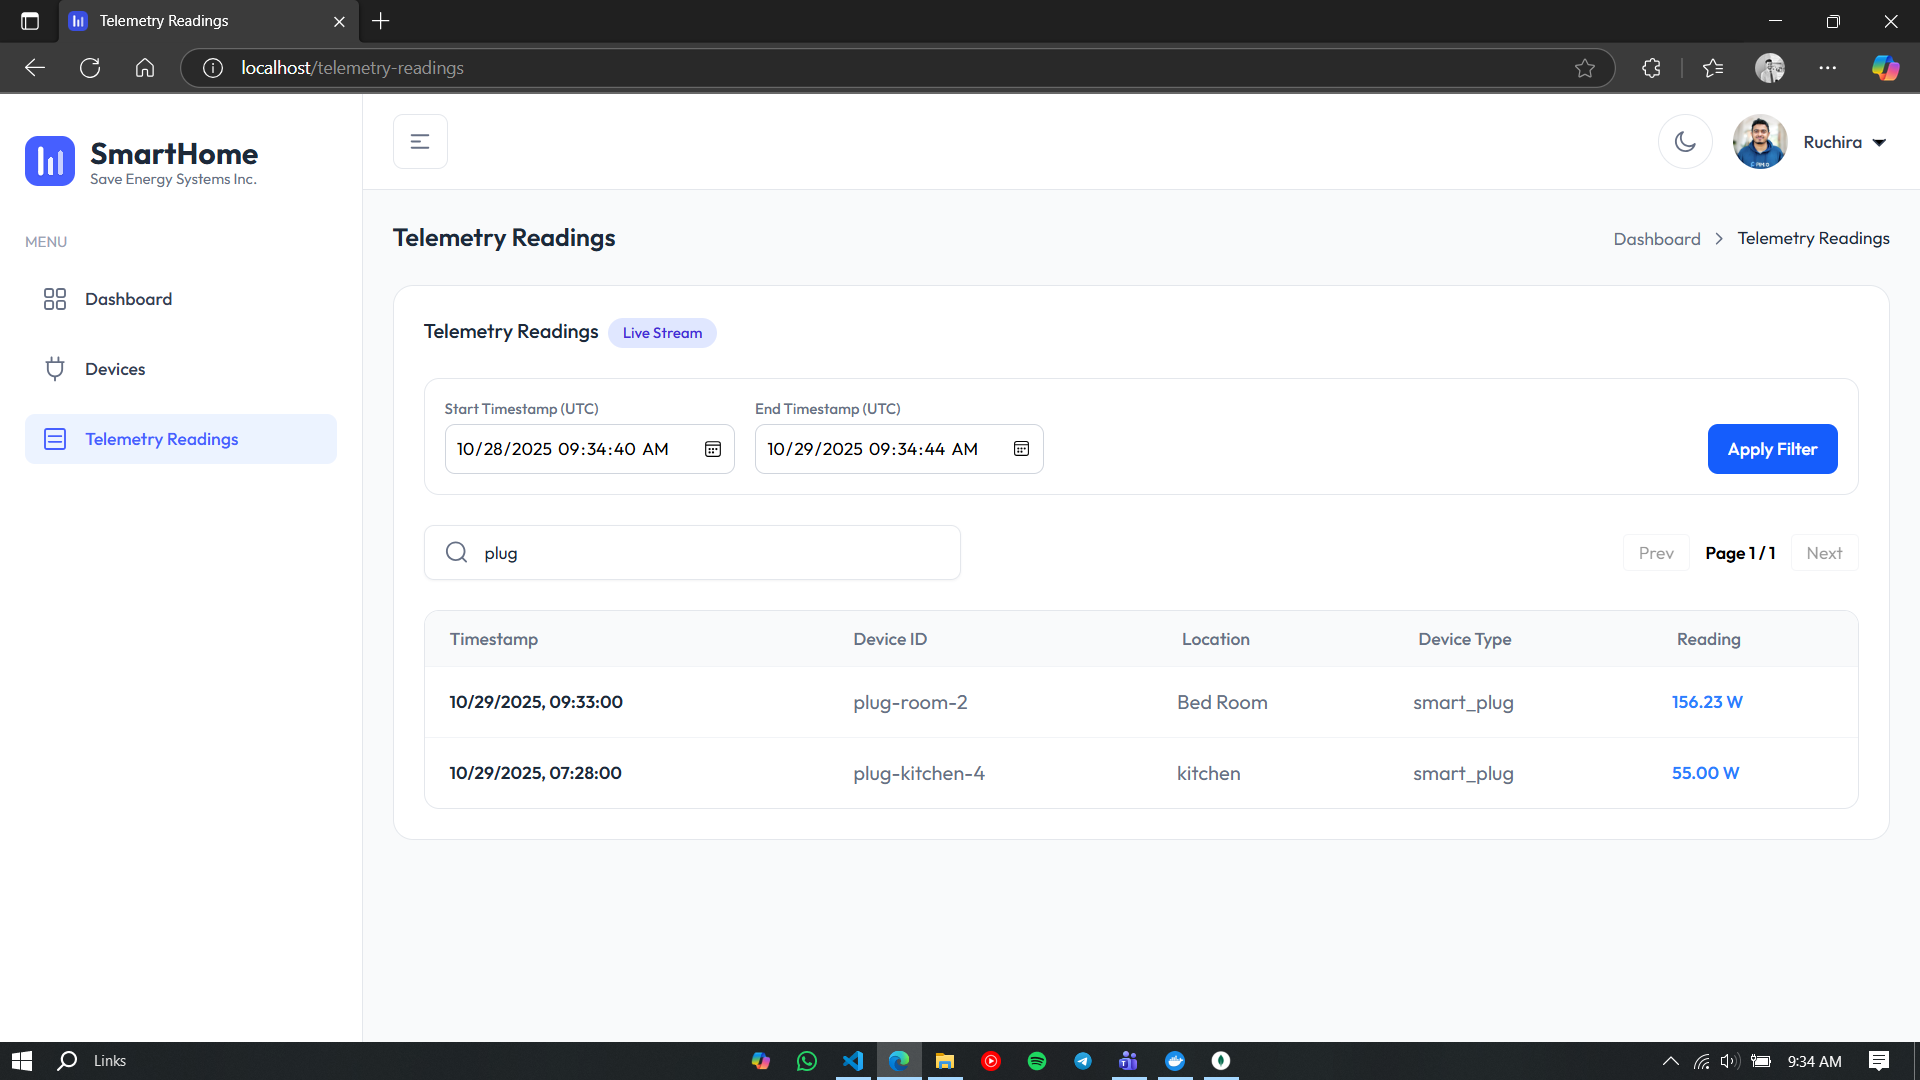 Telemetry Readings
localhost/telemetry-readings
SmartHome
Save Energy Systems Inc.
Ruchira
MENU
Dashboard
Devices
Telemetry Readings
Telemetry Readings
Dashboard > Telemetry Readings
Telemetry Readings Live Stream
Start Timestamp (UTC) End Timestamp (UTC)
10/28/2025 09:34:40 AM 10/29/2025 09:34:44 AM Apply Filter
plug Prev Page 1 / 1 Next
Timestamp Device ID Location Device Type Reading
10/29/2025, 09:33:00 plug-room-2 Bed Room smart_plug 156.23 W
10/29/2025, 07:28:00 plug-kitchen-4 kitchen smart_plug 55.00 W
Links 9:34 AM